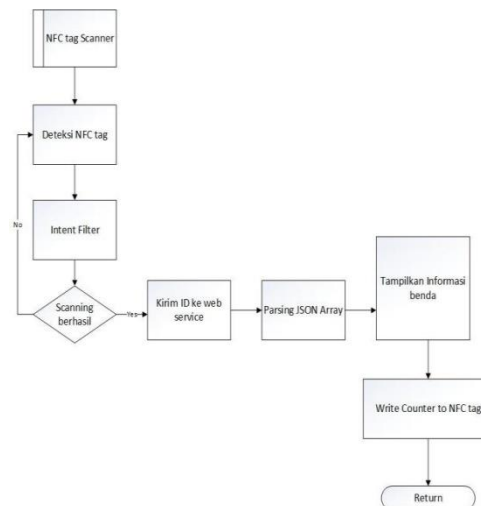 NFC tag Scanner
Deteksi NFC tag
No
Intent Filter
Scanning
berhasil
Yes
Kirim ID ke web
service
Parsing JSON Array
Tampilkan Informasi
benda
Write Counter to NFC tag
Return